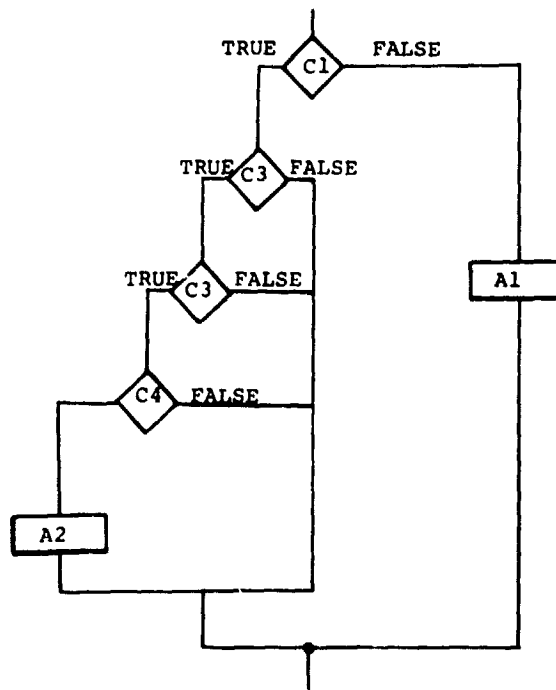 TRUE FALSE
C1
TRUE C3 FALSE
TRUE C3 FALSE
A1
C4 FALSE
A2